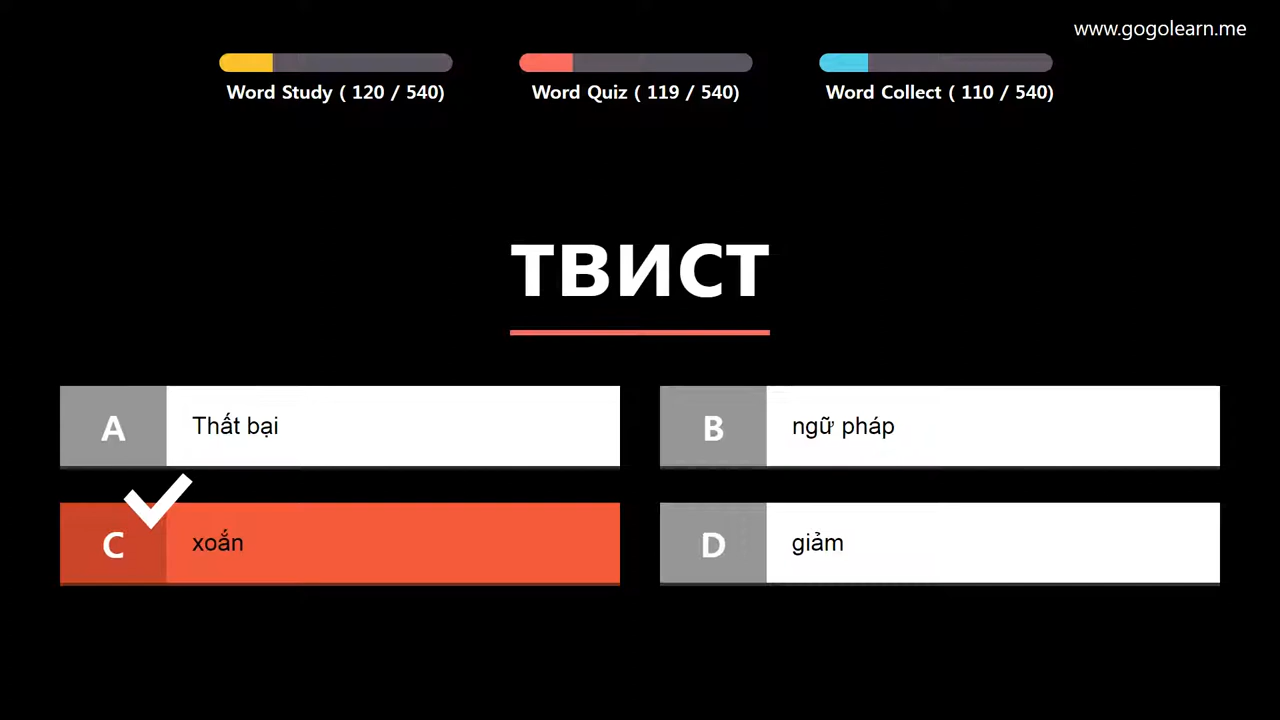 www.gogolearn.me
Word Study ( 120 / 540)
Word Quiz ( 119 / 540)
Word Collect ( 110 / 540)
ТВИСТ
A
Thất bại
B
ngữ pháp
C
xoắn
D
giảm